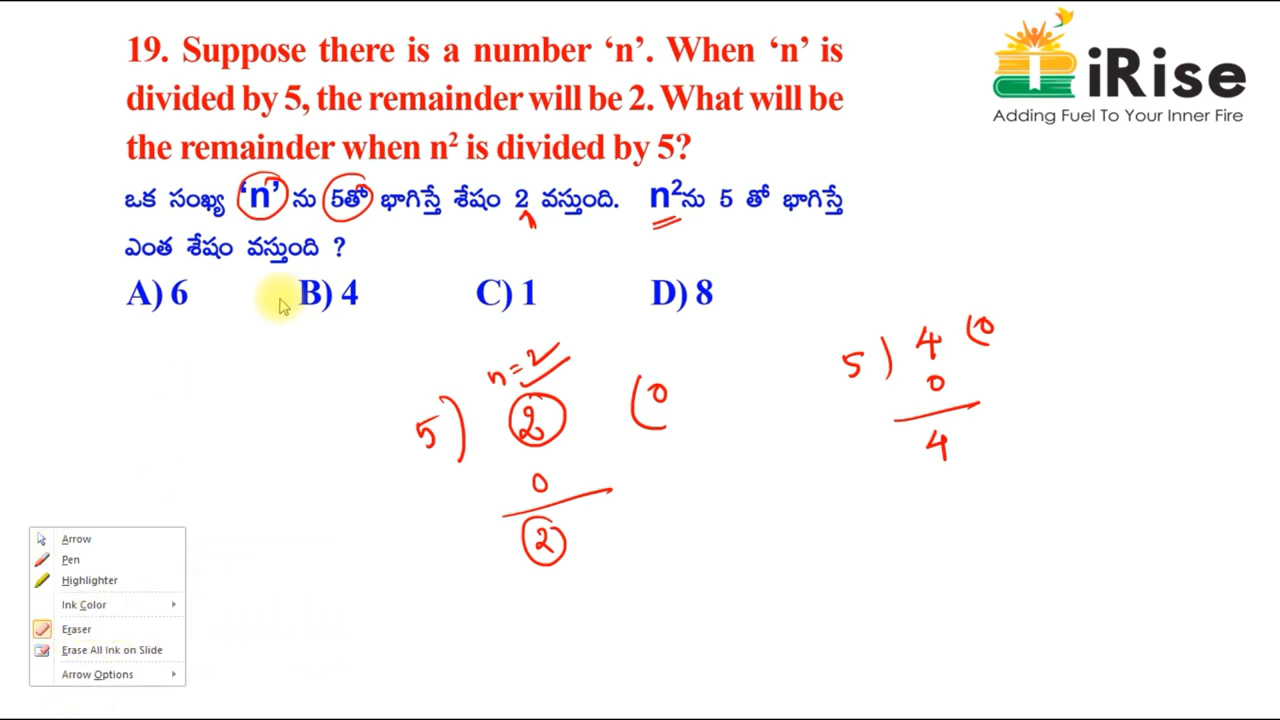 19. Suppose there is a number ‘n’. When ‘n’ is
divided by 5, the remainder will be 2. What will be
the remainder when n² is divided by 5?
ఒక సంఖ్య ‘n’ ను 5తో భాగిస్తే శేషం 2 వస్తుంది. n²ను 5 తో భాగిస్తే
ఎంత శేషం వస్తుంది ?
A) 6 B) 4 C) 1 D) 8
iRise
Adding Fuel To Your Inner Fire
n = 2
5) 2 (0
0
2
5) 4 (0
0
4
Arrow
Pen
Highlighter
Ink Color
Eraser
Erase All Ink on Slide
Arrow Options